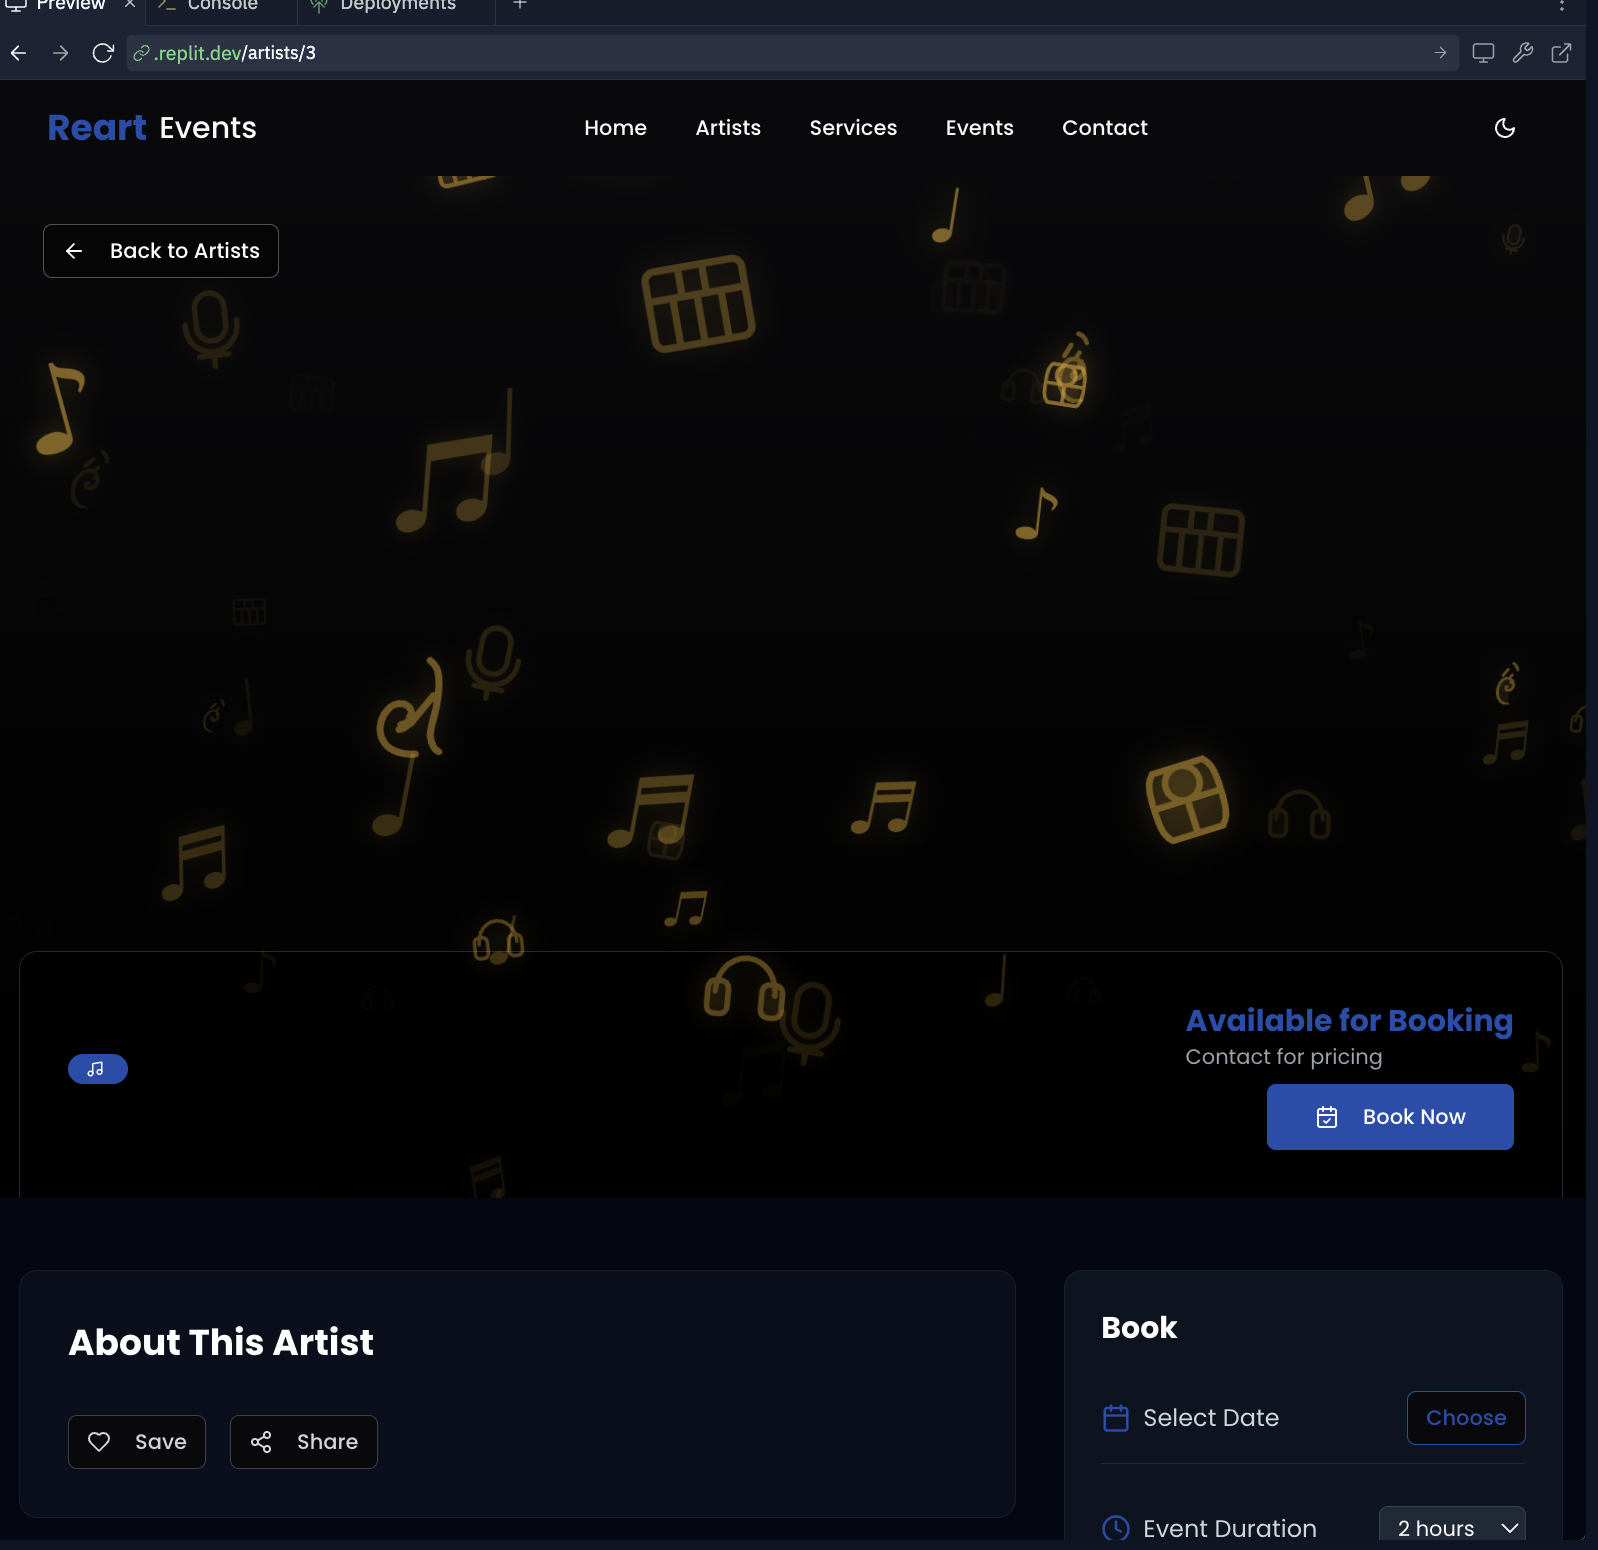 Preview
Console
Deployments
.replit.dev/artists/3
Reart Events
Home
Artists
Services
Events
Contact
Back to Artists
Available for Booking
Contact for pricing
Book Now
About This Artist
Save
Share
Book
Select Date
Choose
Event Duration
2 hours